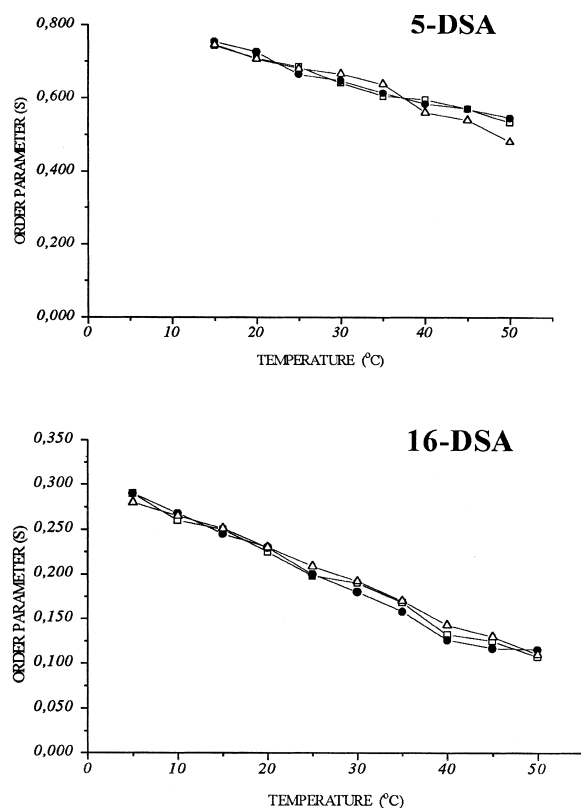 5-DSA
0,800
0,600
0,400
0,200
0,000
ORDER PARAMETER (S)
0 10 20 30 40 50
TEMPERATURE (°C)
16-DSA
0,350
0,300
0,250
0,200
0,150
0,100
0,050
0,000
ORDER PARAMETER (S)
0 10 20 30 40 50
TEMPERATURE (°C)